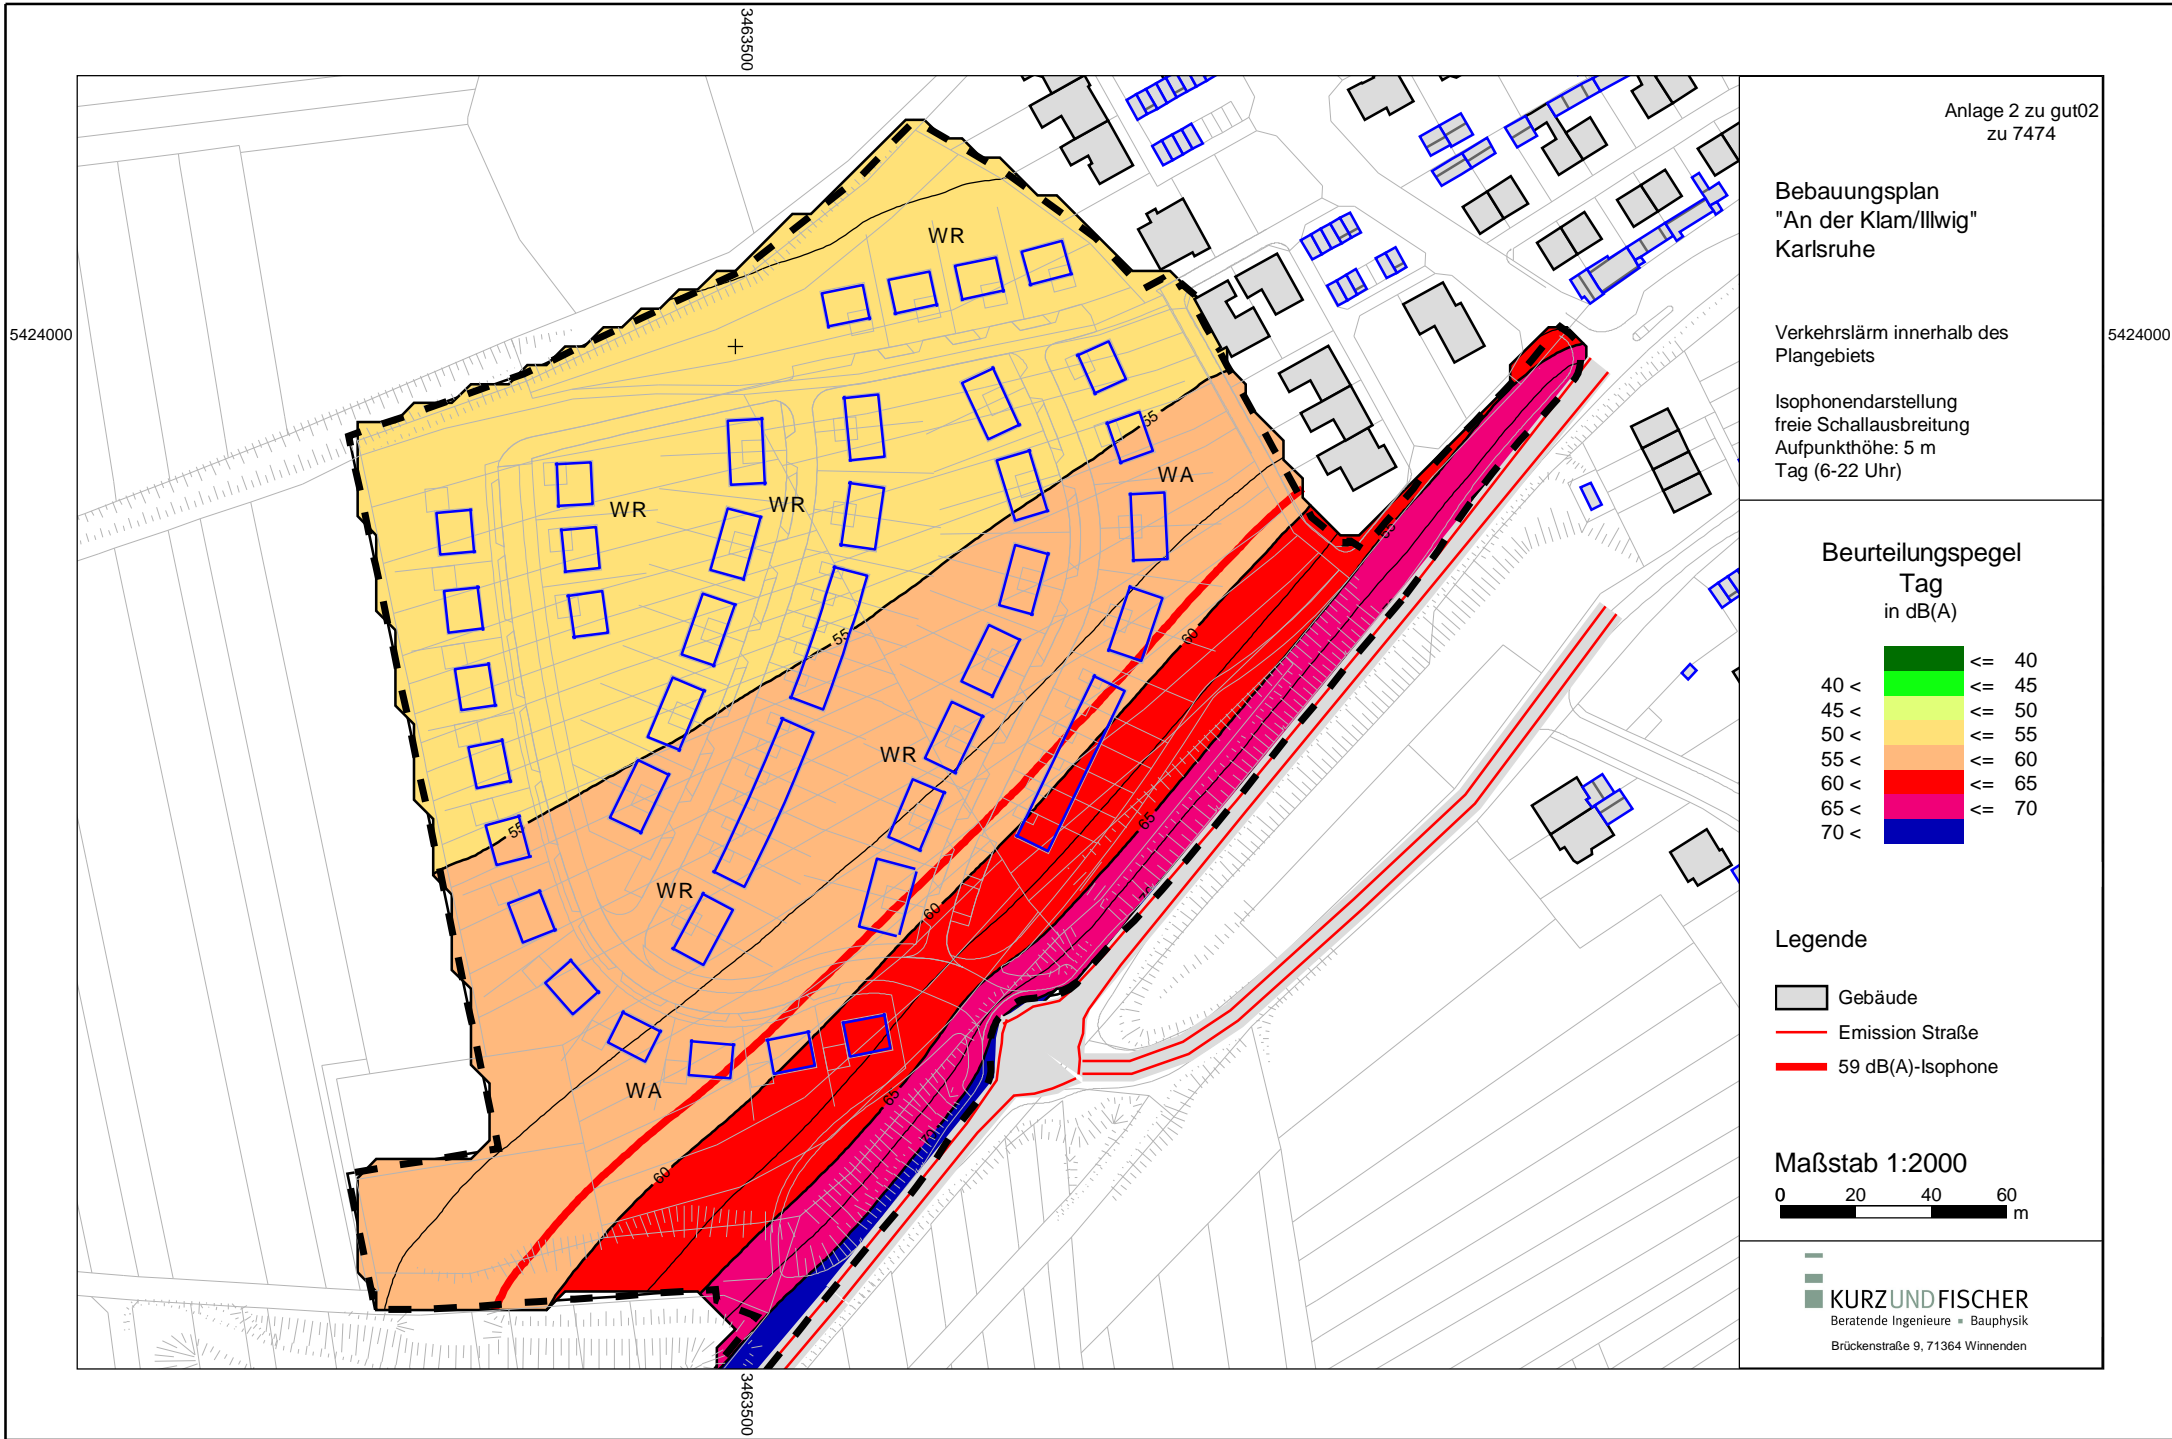 3463500
Anlage 2 zu gut02
zu 7474
Bebauungsplan
"An der Klam/Illwig"
Karlsruhe
5424000
5424000
Verkehrslärm innerhalb des
Plangebiets
Isophonendarstellung
freie Schallausbreitung
Aufpunkthöhe: 5 m
Tag (6-22 Uhr)
WR
55
WA
WR
WR
65
55
60
WR
65
55
WR
60
70
WA
65
70
60
Beurteilungspegel
Tag
in dB(A)
<= 40
40 < <= 45
45 < <= 50
50 < <= 55
55 < <= 60
60 < <= 65
65 < <= 70
70 <
Legende
Gebäude
Emission Straße
59 dB(A)-Isophone
Maßstab 1:2000
0 20 40 60
m
KURZUNDFISCHER
Beratende Ingenieure ▪ Bauphysik
Brückenstraße 9, 71364 Winnenden
3463500